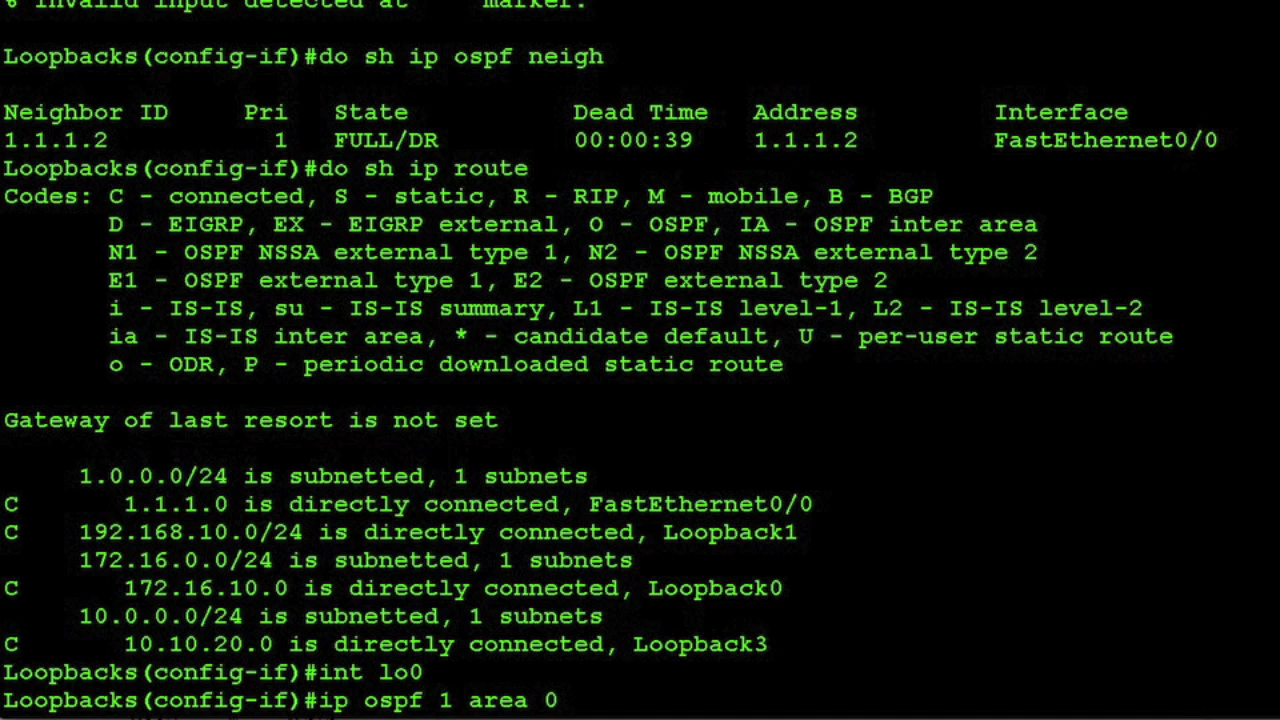 % Invalid input detected at    marker.
Loopbacks(config-if)#do sh ip ospf neigh
Neighbor ID     Pri   State           Dead Time   Address         Interface
1.1.1.2           1   FULL/DR         00:00:39    1.1.1.2         FastEthernet0/0
Loopbacks(config-if)#do sh ip route
Codes: C - connected, S - static, R - RIP, M - mobile, B - BGP
       D - EIGRP, EX - EIGRP external, O - OSPF, IA - OSPF inter area
       N1 - OSPF NSSA external type 1, N2 - OSPF NSSA external type 2
       E1 - OSPF external type 1, E2 - OSPF external type 2
       i - IS-IS, su - IS-IS summary, L1 - IS-IS level-1, L2 - IS-IS level-2
       ia - IS-IS inter area, * - candidate default, U - per-user static route
       o - ODR, P - periodic downloaded static route
Gateway of last resort is not set
     1.0.0.0/24 is subnetted, 1 subnets
C       1.1.1.0 is directly connected, FastEthernet0/0
C    192.168.10.0/24 is directly connected, Loopback1
     172.16.0.0/24 is subnetted, 1 subnets
C       172.16.10.0 is directly connected, Loopback0
     10.0.0.0/24 is subnetted, 1 subnets
C       10.10.20.0 is directly connected, Loopback3
Loopbacks(config-if)#int lo0
Loopbacks(config-if)#ip ospf 1 area 0